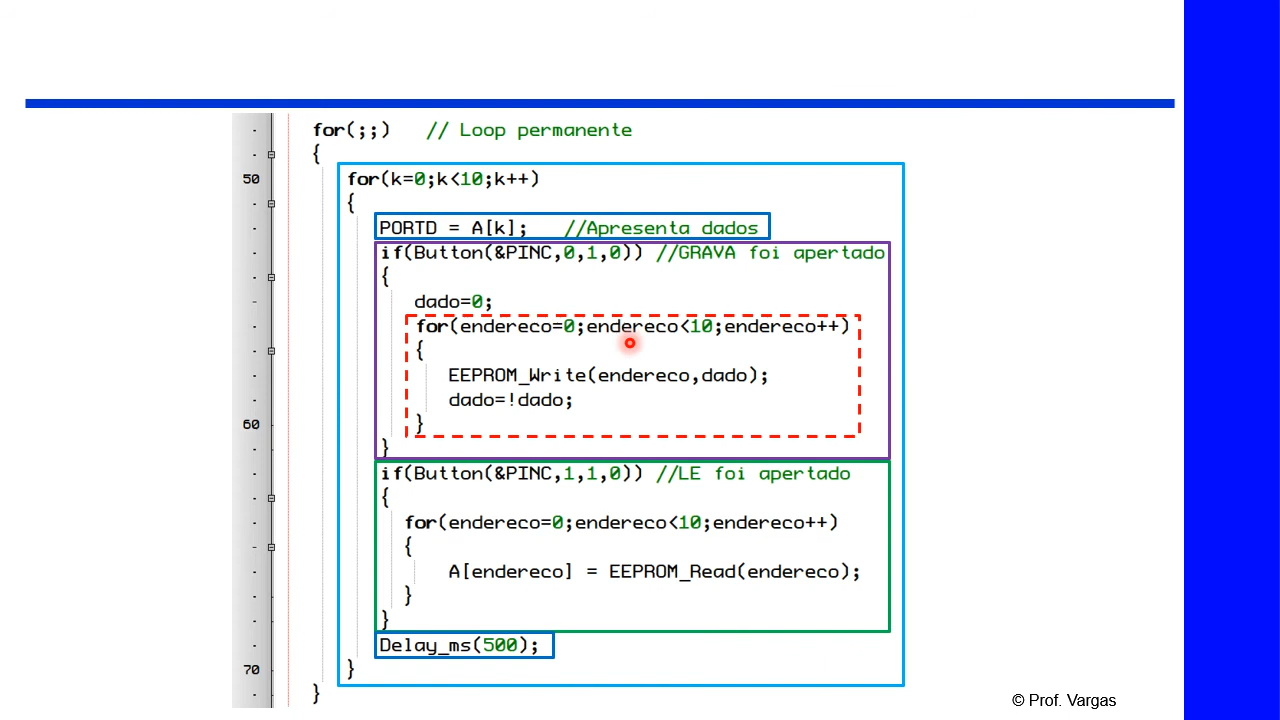 for(;;) // Loop permanente
{
50 for(k=0;k<10;k++)
{
PORTD = A[k]; //Apresenta dados
if(Button(&PINC,0,1,0)) //GRAVA foi apertado
{
dado=0;
for(endereco=0;endereco<10;endereco++)
{
EEPROM_Write(endereco,dado);
dado=!dado;
60 }
}
if(Button(&PINC,1,1,0)) //LE foi apertado
{
for(endereco=0;endereco<10;endereco++)
{
A[endereco] = EEPROM_Read(endereco);
}
}
Delay_ms(500);
70 }
}
© Prof. Vargas